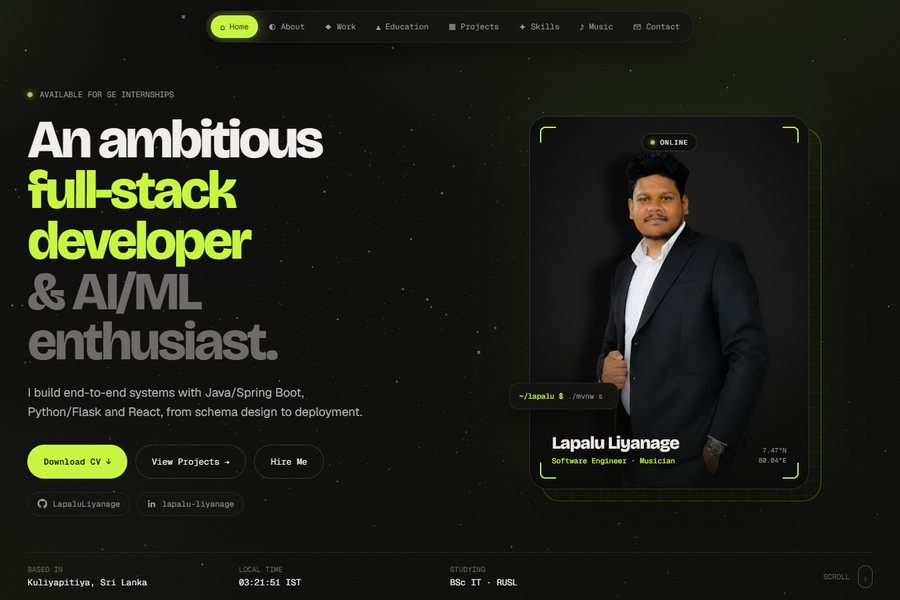 Home
About
Work
Education
Projects
Skills
Music
Contact
AVAILABLE FOR SE INTERNSHIPS
An ambitious
full-stack
developer
& AI/ML
enthusiast.
I build end-to-end systems with Java/Spring Boot,
Python/Flask and React, from schema design to deployment.
Download CV ↓
View Projects →
Hire Me
LapaluLiyanage
lapalu-liyanage
ONLINE
~/lapalu $ ./mvnw s
Lapalu Liyanage
Software Engineer · Musician
7.47°N
80.04°E
BASED IN
Kuliyapitiya, Sri Lanka
LOCAL TIME
03:21:51 IST
STUDYING
BSc IT · RUSL
SCROLL